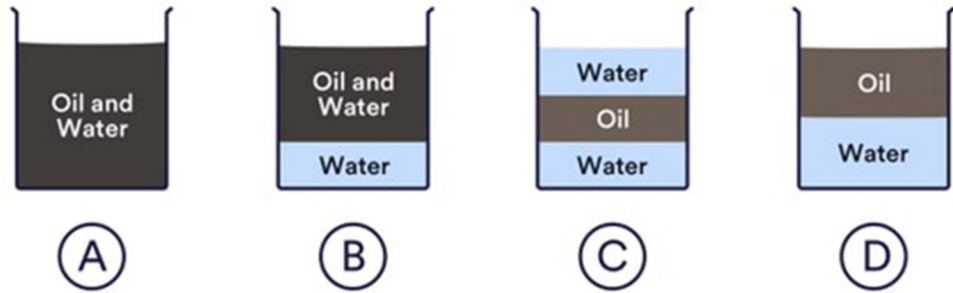 Oil and
Water
Oil and
Water
Water
Water
Oil
Water
Oil
Water
A
B
C
D